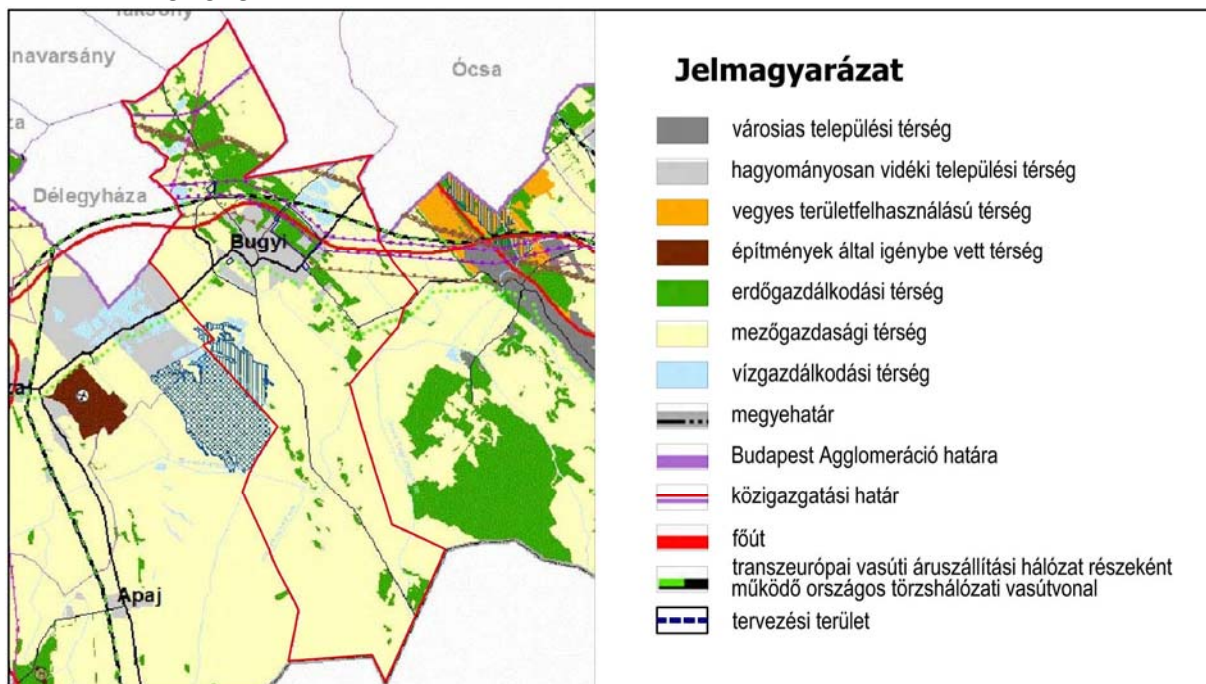 navarsány
Ócsa
Délegyháza
Bugyi
Apaj
Jelmagyarázat
városias települési térség
hagyományosan vidéki települési térség
vegyes területfelhasználású térség
építmények által igénybe vett térség
erdőgazdálkodási térség
mezőgazdasági térség
vízgazdálkodási térség
megyehatár
Budapest Agglomeráció határa
közigazgatási határ
főút
transzeurópai vasúti áruszállítási hálózat részeként
működő országos törzshálózati vasútvonal
tervezési terület